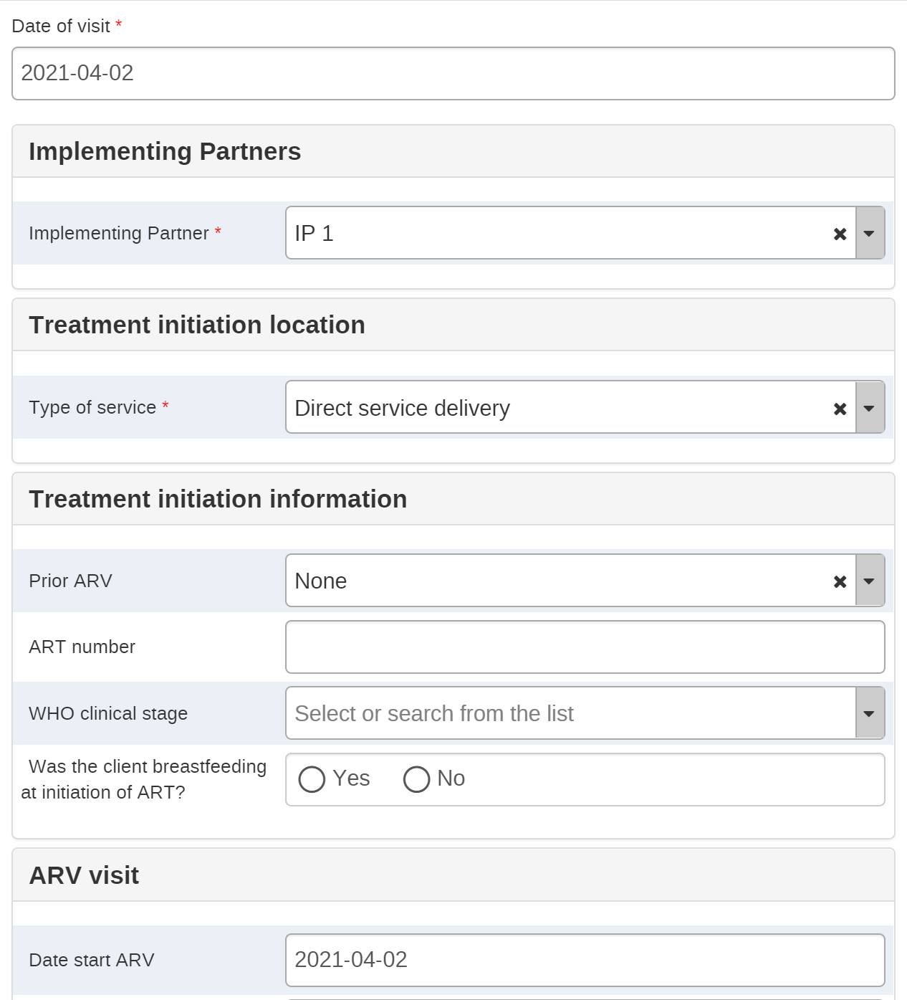 Date of visit *
2021-04-02
Implementing Partners
Implementing Partner *
IP 1
Treatment initiation location
Type of service *
Direct service delivery
Treatment initiation information
Prior ARV
None
ART number
WHO clinical stage
Select or search from the list
Was the client breastfeeding
at initiation of ART?
Yes No
ARV visit
Date start ARV
2021-04-02